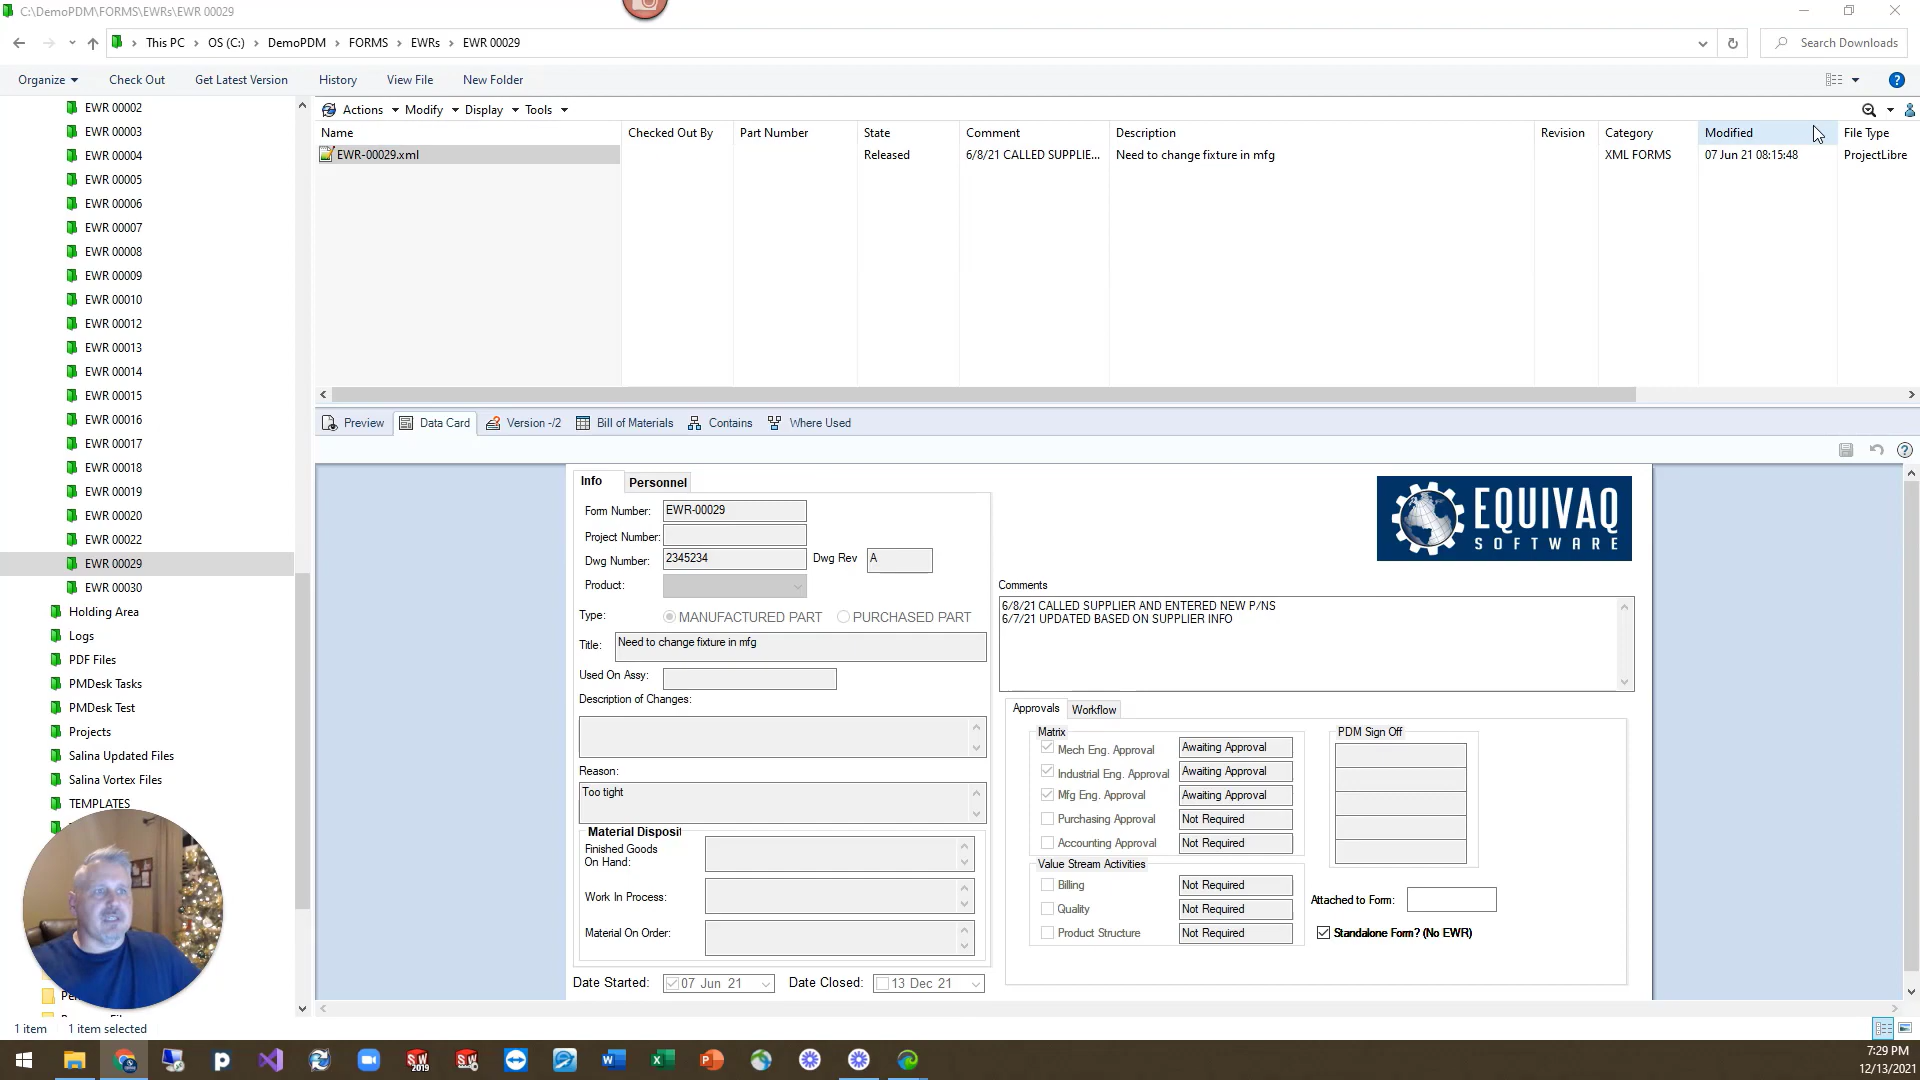 C:\DemoPDM\FORMS\EWRs\EWR 00029
This PC > OS (C:) > DemoPDM > FORMS > EWRs > EWR 00029
Search Downloads
Organize Check Out Get Latest Version History View File New Folder
EWR 00002
EWR 00003
EWR 00004
EWR 00005
EWR 00006
EWR 00007
EWR 00008
EWR 00009
EWR 00010
EWR 00012
EWR 00013
EWR 00014
EWR 00015
EWR 00016
EWR 00017
EWR 00018
EWR 00019
EWR 00020
EWR 00022
EWR 00029
EWR 00030
Holding Area
Logs
PDF Files
PMDesk Tasks
PMDesk Test
Projects
Salina Updated Files
Salina Vortex Files
TEMPLATES
Actions Modify Display Tools
Name Checked Out By Part Number State Comment Description Revision Category Modified File Type
EWR-00029.xml Released 6/8/21 CALLED SUPPLIE... Need to change fixture in mfg XML FORMS 07 Jun 21 08:15:48 ProjectLibre
Preview Data Card Version -/2 Bill of Materials Contains Where Used
Info Personnel
Form Number: EWR-00029
Project Number:
Dwg Number: 2345234 Dwg Rev A
Product:
Type: MANUFACTURED PART PURCHASED PART
Title: Need to change fixture in mfg
Used On Assy:
Description of Changes:
Reason:
Too tight
Material Disposit
Finished Goods
On Hand:
Work In Process:
Material On Order:
Date Started: 07 Jun 21 Date Closed: 13 Dec 21
EQUIVAQ
SOFTWARE
Comments
6/8/21 CALLED SUPPLIER AND ENTERED NEW P/NS
6/7/21 UPDATED BASED ON SUPPLIER INFO
Approvals Workflow
Matrix
Mech Eng. Approval Awaiting Approval
Industrial Eng. Approval Awaiting Approval
Mfg Eng. Approval Awaiting Approval
Purchasing Approval Not Required
Accounting Approval Not Required
Value Stream Activities
Billing Not Required
Quality Not Required
Product Structure Not Required
PDM Sign Off
Attached to Form:
Standalone Form? (No EWR)
1 item 1 item selected
7:29 PM
12/13/2021